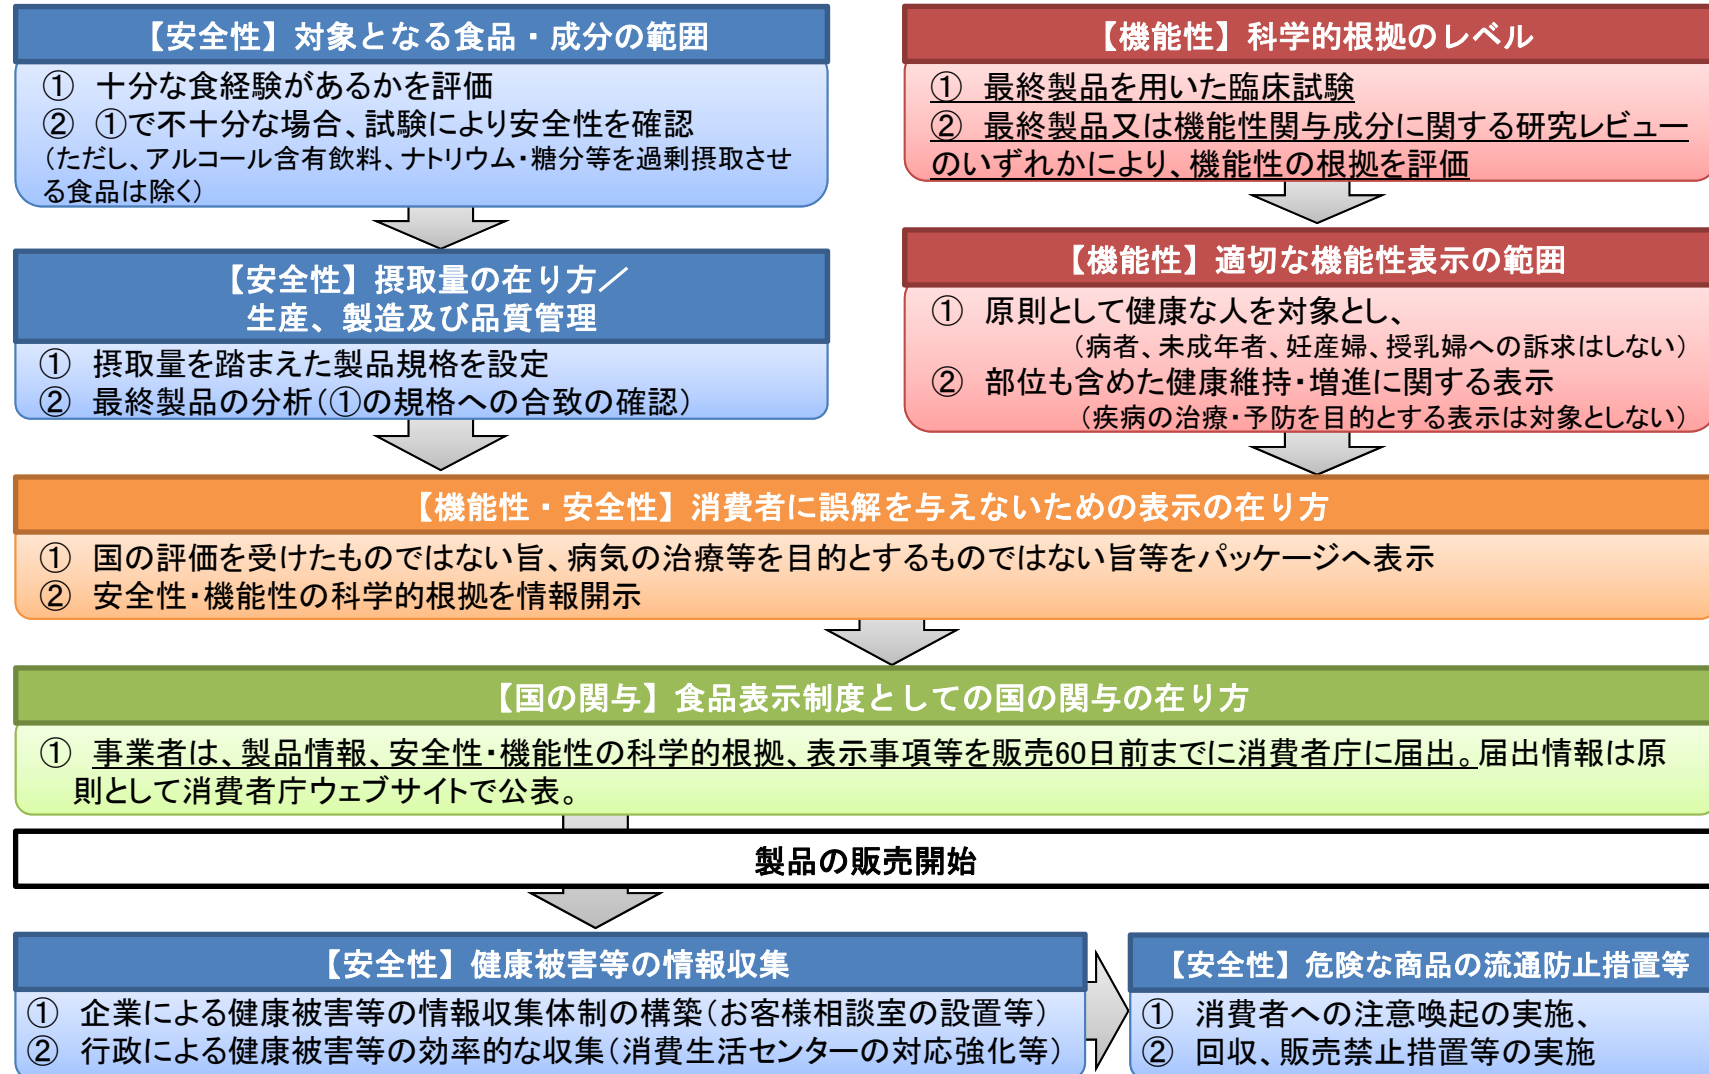 【安全性】対象となる食品・成分の範囲
① 十分な食経験があるかを評価
② ①で不十分な場合、試験により安全性を確認
（ただし、アルコール含有飲料、ナトリウム・糖分等を過剰摂取させ
る食品は除く）
【機能性】科学的根拠のレベル
① 最終製品を用いた臨床試験
② 最終製品又は機能性関与成分に関する研究レビュー
のいずれかにより、機能性の根拠を評価
【安全性】摂取量の在り方／
生産、製造及び品質管理
① 摂取量を踏まえた製品規格を設定
② 最終製品の分析（①の規格への合致の確認）
【機能性】適切な機能性表示の範囲
① 原則として健康な人を対象とし、
（病者、未成年者、妊産婦、授乳婦への訴求はしない）
② 部位も含めた健康維持・増進に関する表示
（疾病の治療・予防を目的とする表示は対象としない）
【機能性・安全性】消費者に誤解を与えないための表示の在り方
① 国の評価を受けたものではない旨、病気の治療等を目的とするものではない旨等をパッケージへ表示
② 安全性・機能性の科学的根拠を情報開示
【国の関与】食品表示制度としての国の関与の在り方
① 事業者は、製品情報、安全性・機能性の科学的根拠、表示事項等を販売60日前までに消費者庁に届出。届出情報は原
則として消費者庁ウェブサイトで公表。
製品の販売開始
【安全性】健康被害等の情報収集
① 企業による健康被害等の情報収集体制の構築（お客様相談室の設置等）
② 行政による健康被害等の効率的な収集（消費生活センターの対応強化等）
【安全性】危険な商品の流通防止措置等
① 消費者への注意喚起の実施、
② 回収、販売禁止措置等の実施